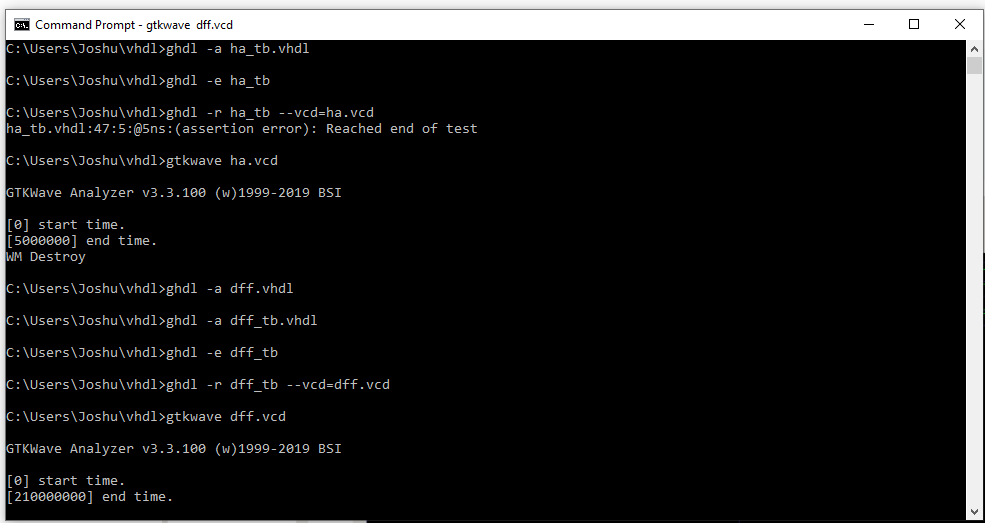 Command Prompt - gtkwave dff.vcd
C:\Users\Joshu\vhdl>ghdl -a ha_tb.vhdl
C:\Users\Joshu\vhdl>ghdl -e ha_tb
C:\Users\Joshu\vhdl>ghdl -r ha_tb --vcd=ha.vcd
ha_tb.vhdl:47:5:@5ns:(assertion error): Reached end of test
C:\Users\Joshu\vhdl>gtkwave ha.vcd
GTKWave Analyzer v3.3.100 (w)1999-2019 BSI
[0] start time.
[5000000] end time.
WM Destroy
C:\Users\Joshu\vhdl>ghdl -a dff.vhdl
C:\Users\Joshu\vhdl>ghdl -a dff_tb.vhdl
C:\Users\Joshu\vhdl>ghdl -e dff_tb
C:\Users\Joshu\vhdl>ghdl -r dff_tb --vcd=dff.vcd
C:\Users\Joshu\vhdl>gtkwave dff.vcd
GTKWave Analyzer v3.3.100 (w)1999-2019 BSI
[0] start time.
[210000000] end time.